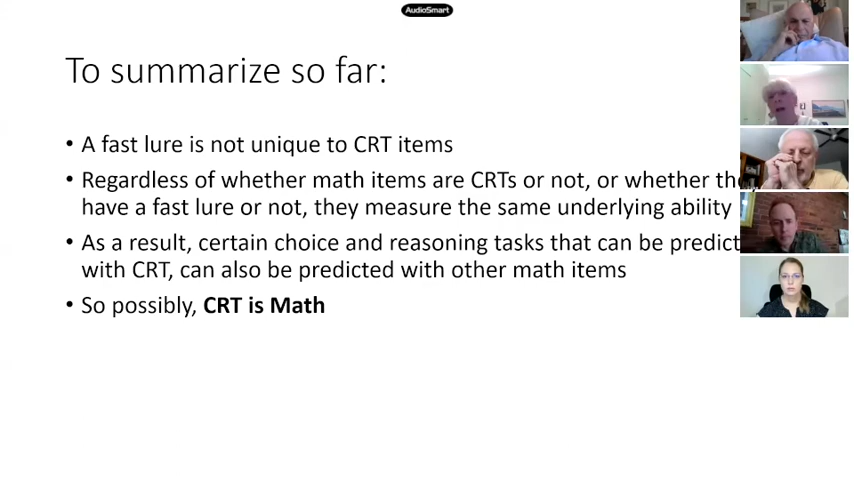 AudioSmart
To summarize so far:
• A fast lure is not unique to CRT items
• Regardless of whether math items are CRTs or not, or whether the
have a fast lure or not, they measure the same underlying ability
• As a result, certain choice and reasoning tasks that can be predict
with CRT, can also be predicted with other math items
• So possibly, CRT is Math